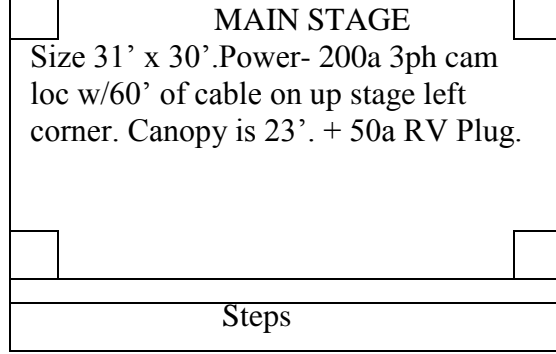 MAIN STAGE
Size 31’ x 30’.Power- 200a 3ph cam
loc w/60’ of cable on up stage left
corner. Canopy is 23’. + 50a RV Plug.
Steps